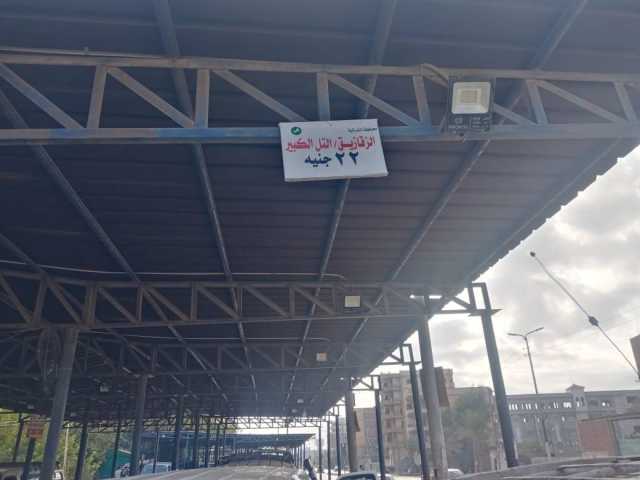 محافظة الشرقية
الزقازيق/ التل الكبير
٢٢ جنيه